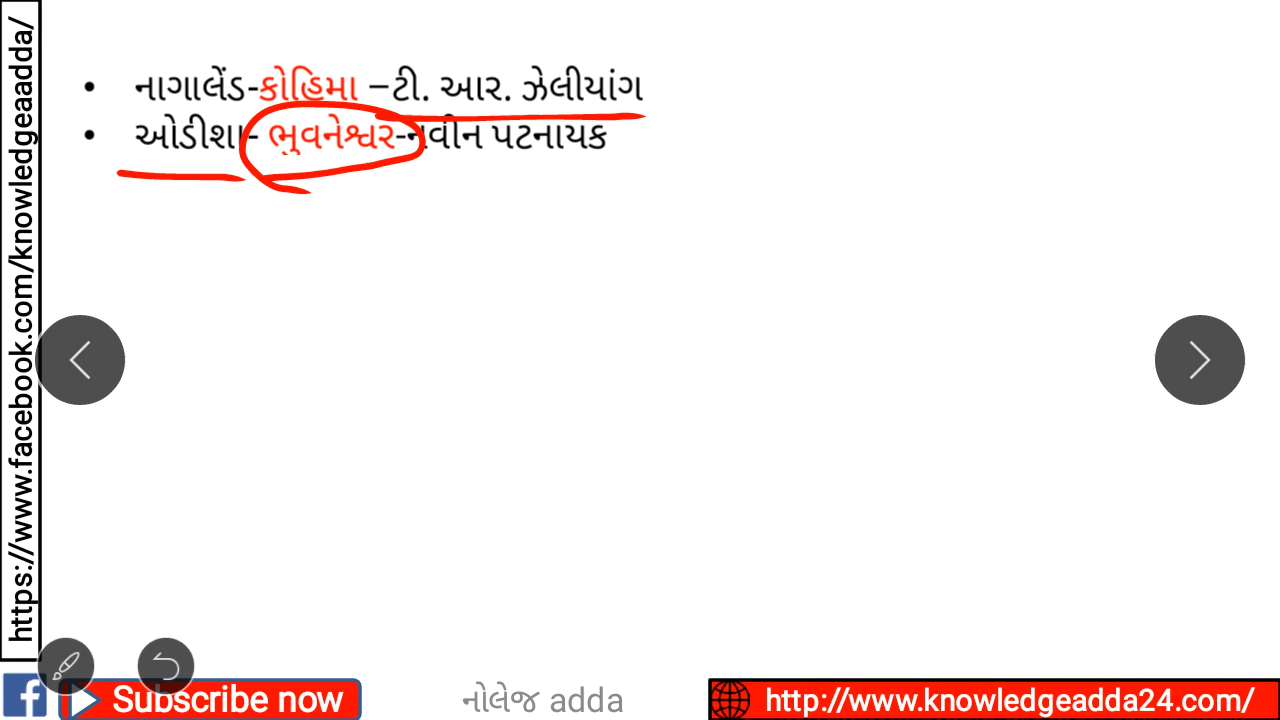 https://www.facebook.com/knowledgeaadda/
• નાગાલેંડ-કોહિમા –ટી. આર. ઝેલીયાંગ
• ઓડીશા- ભુવનેશ્વર-નવીન પટનાયક
Subscribe now
નોલેજ adda
http://www.knowledgeadda24.com/